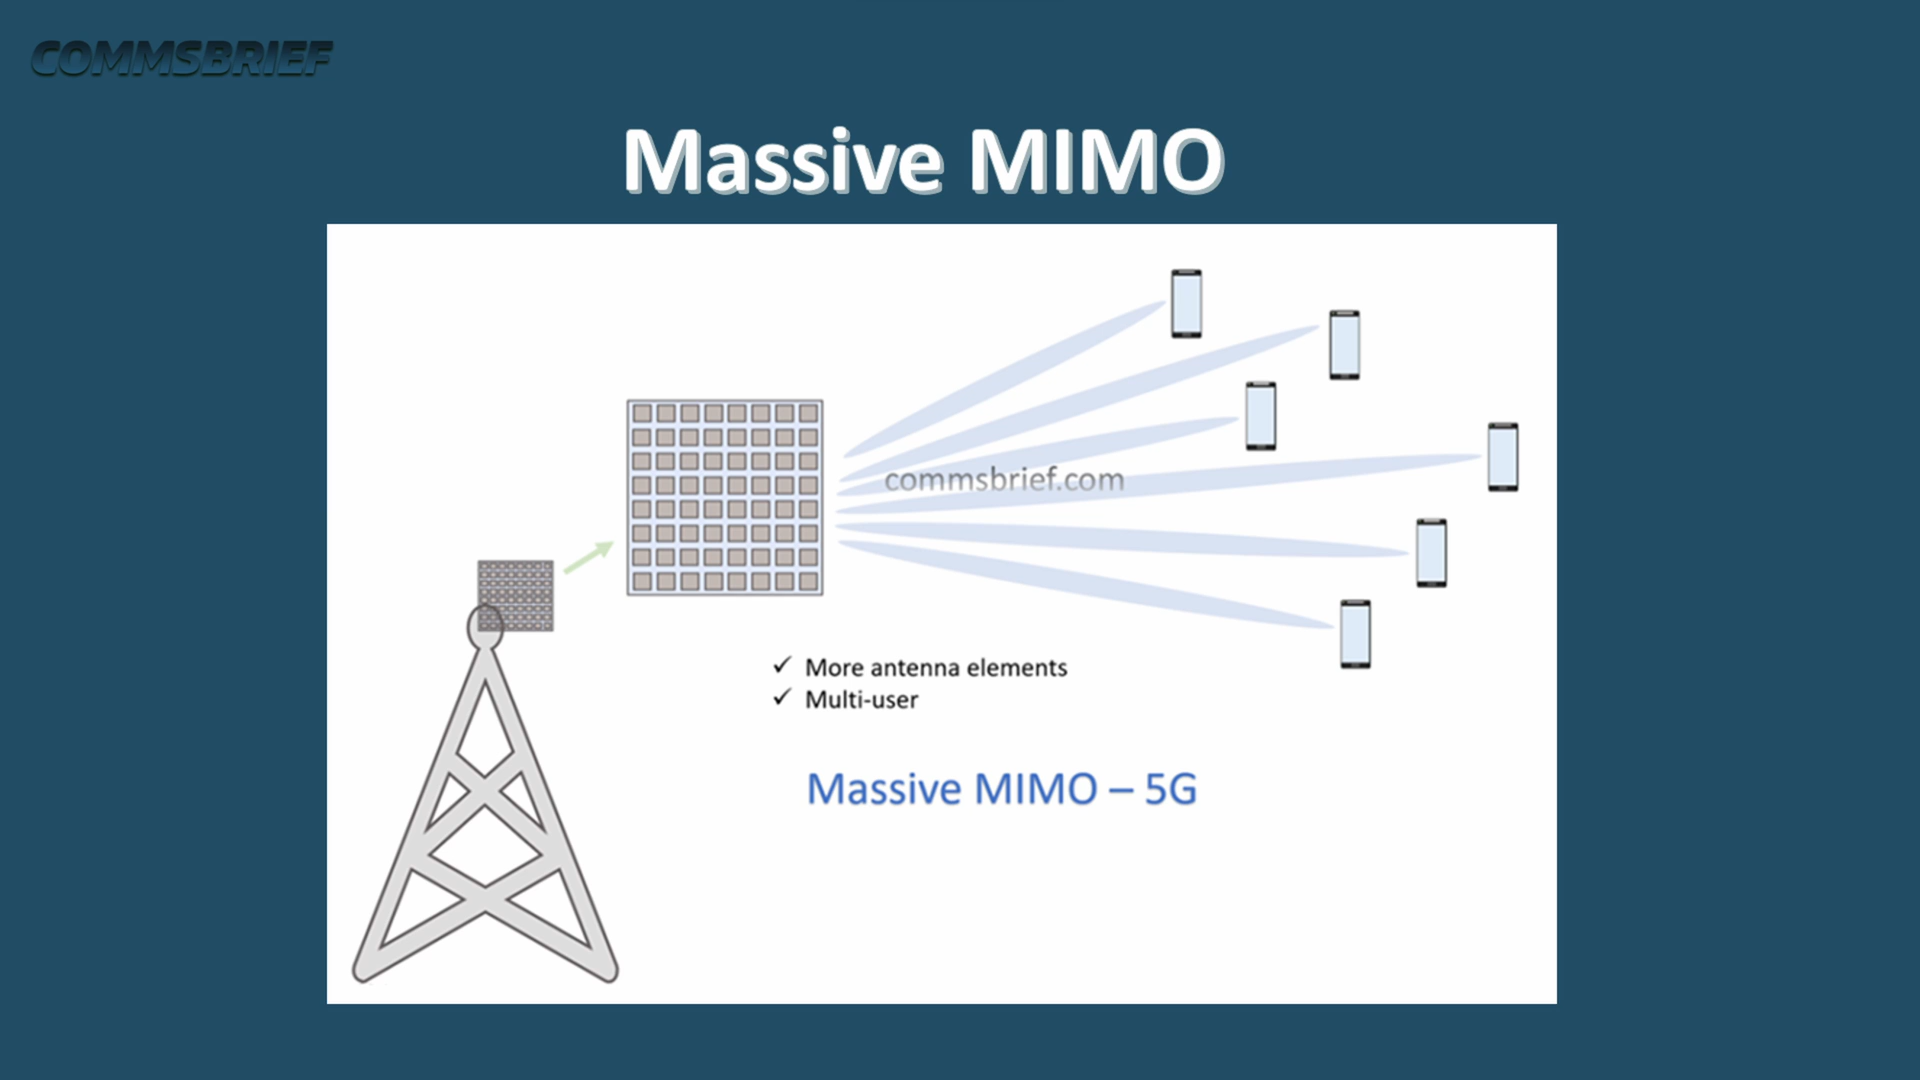 COMMSBRIEF
Massive MIMO
commsbrief.com
✓ More antenna elements
✓ Multi-user
Massive MIMO – 5G